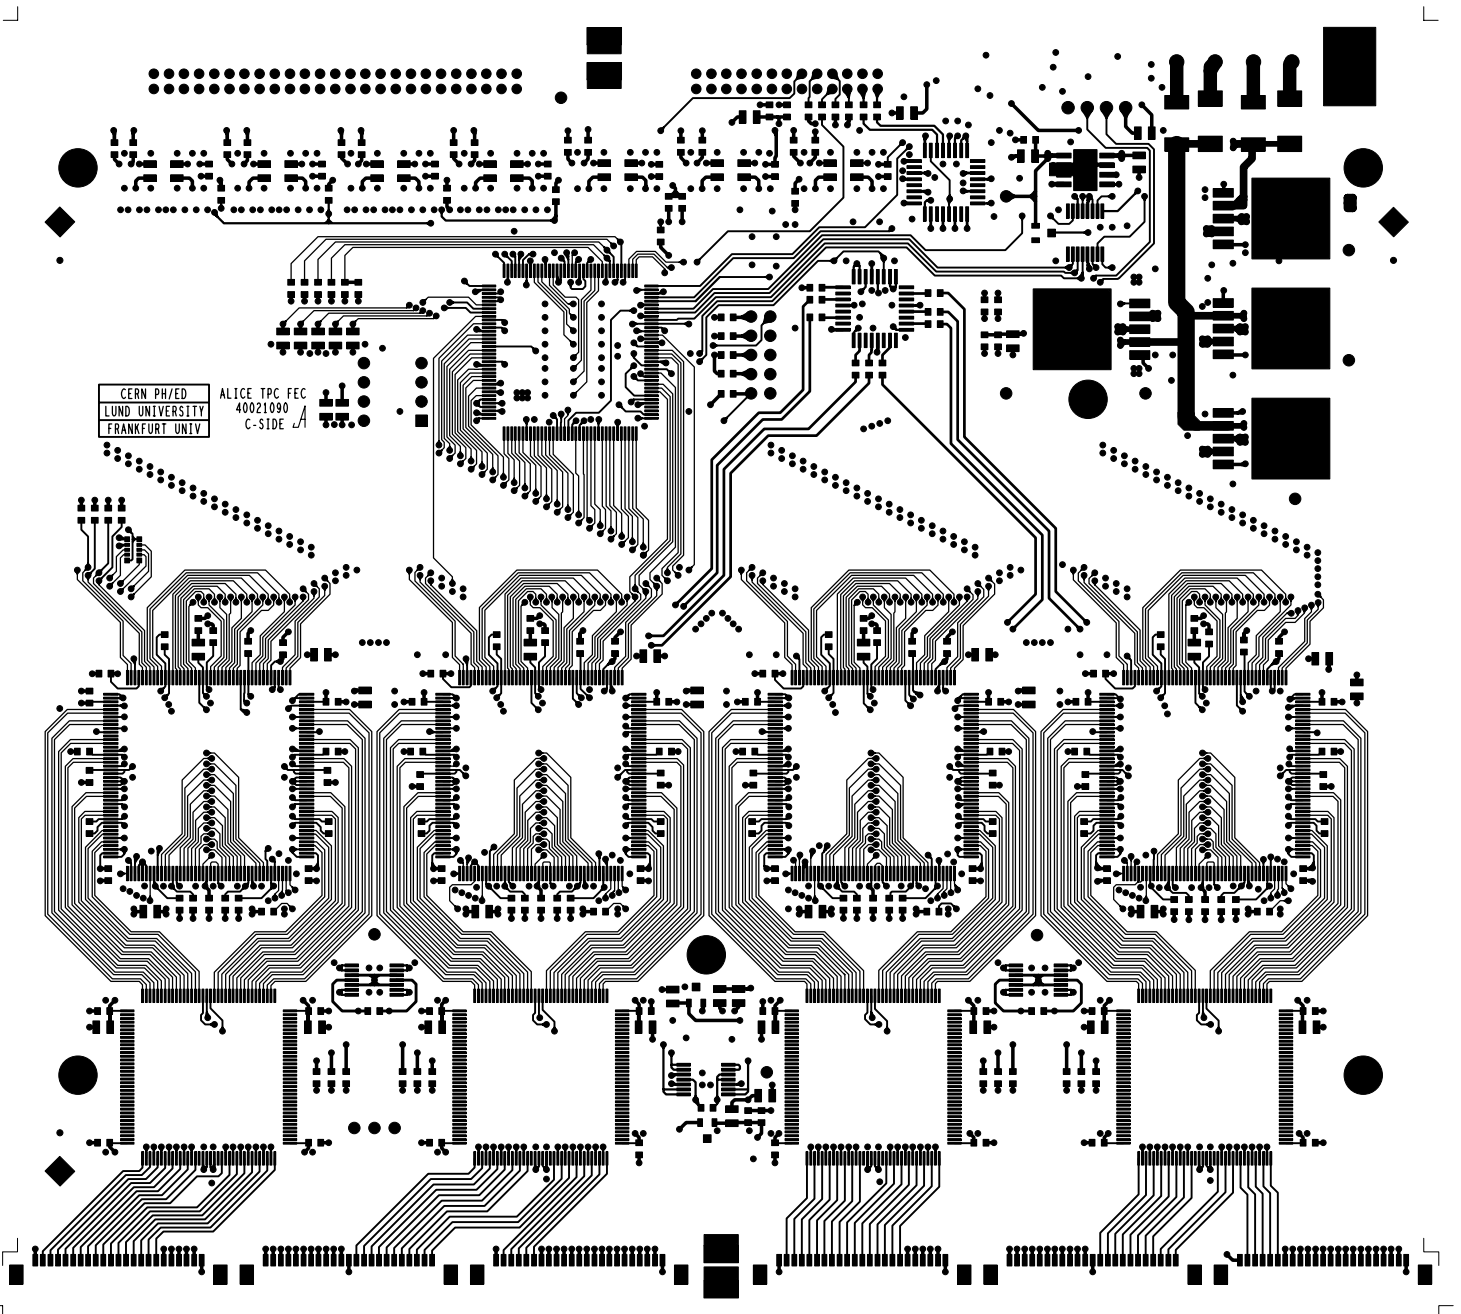 CERN PH/ED
LUND UNIVERSITY
FRANKFURT UNIV
ALICE TPC FEC
40021090
C-SIDE